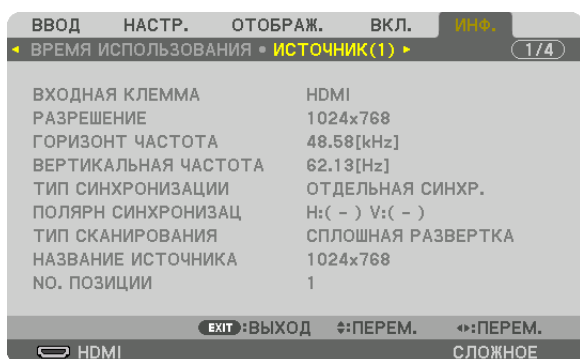 ВВОД НАСТР. ОТОБРАЖ. ВКЛ. ИНФ.
◄ ВРЕМЯ ИСПОЛЬЗОВАНИЯ • ИСТОЧНИК(1) ► 1/4
ВХОДНАЯ КЛЕММА HDMI
РАЗРЕШЕНИЕ 1024x768
ГОРИЗОНТ ЧАСТОТА 48.58[kHz]
ВЕРТИКАЛЬНАЯ ЧАСТОТА 62.13[Hz]
ТИП СИНХРОНИЗАЦИИ ОТДЕЛЬНАЯ СИНХР.
ПОЛЯРН СИНХРОНИЗАЦ H:( - ) V:( - )
ТИП СКАНИРОВАНИЯ СПЛОШНАЯ РАЗВЕРТКА
НАЗВАНИЕ ИСТОЧНИКА 1024x768
NO. ПОЗИЦИИ 1
EXIT:ВЫХОД ♦:ПЕРЕМ. ◄►:ПЕРЕМ.
HDMI СЛОЖНОЕ